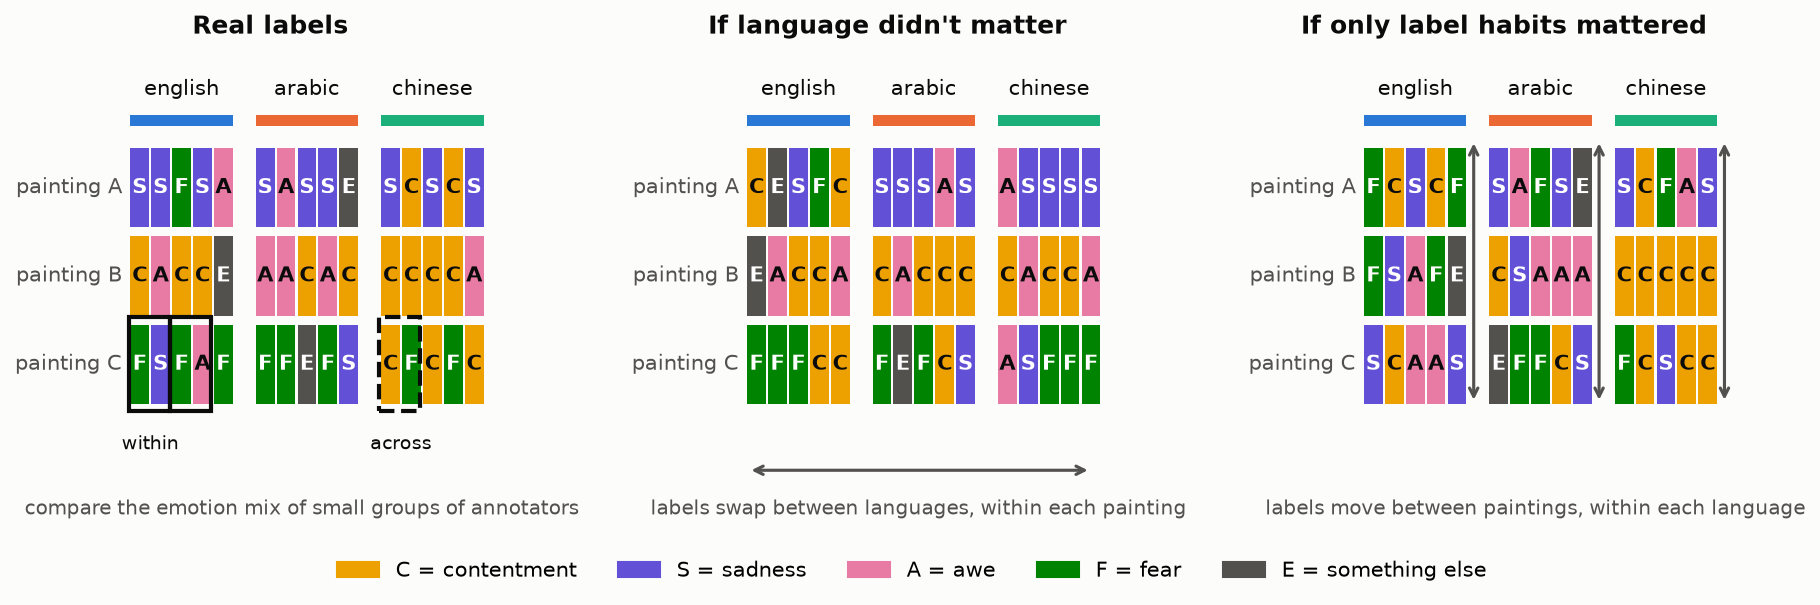 Real labels
If language didn't matter
If only label habits mattered
english arabic chinese
english arabic chinese
english arabic chinese
painting A S S F S A S A S S E S C S C S
painting A C E S F C S S S A S A S S S S
painting A F C S C F S A F S E S C F A S
painting B C A C C E A A C A C C C C C A
painting B E A C C A C A C C C C A C C A
painting B F S A F E C S A A A C C C C C
painting C F S F A F F F E F S C F C F C
painting C F F F C C F E F C S A S F F F
painting C S C A A S E F F C S F C S C C
within
across
compare the emotion mix of small groups of annotators
labels swap between languages, within each painting
labels move between paintings, within each language
C = contentment
S = sadness
A = awe
F = fear
E = something else